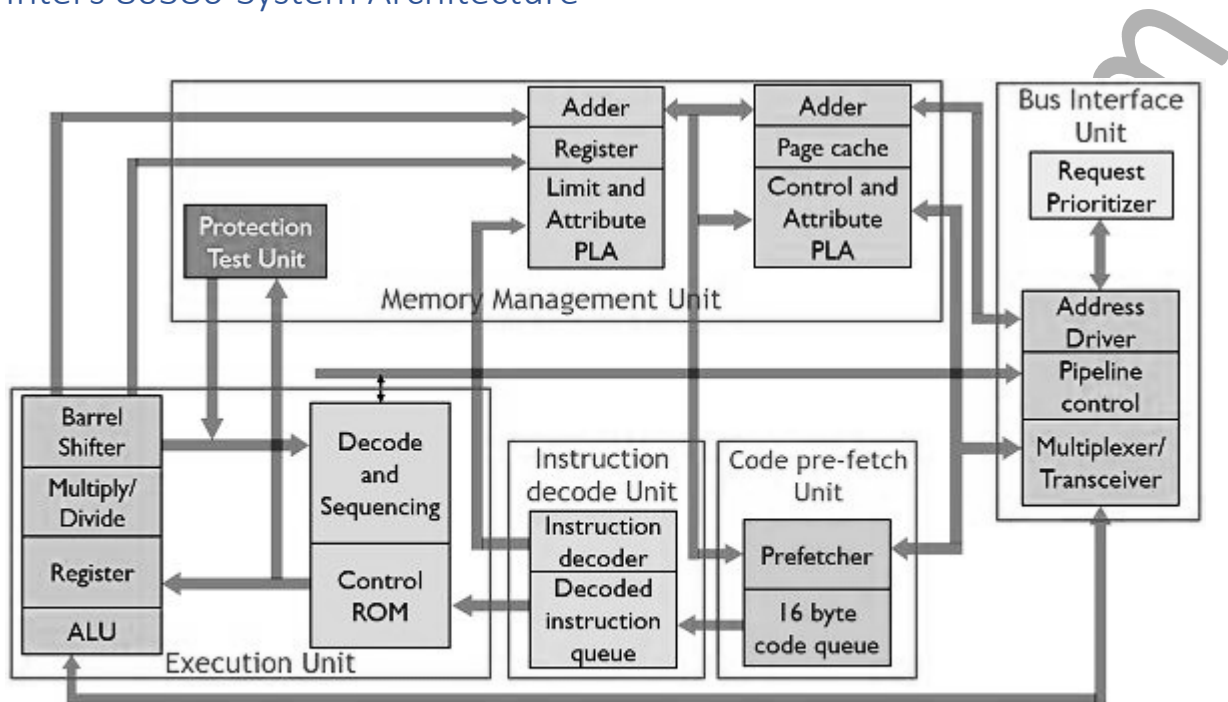 Intel's 80386 System Architecture
Adder
Register
Limit and
Attribute
PLA
Adder
Page cache
Control and
Attribute
PLA
Protection
Test Unit
Memory Management Unit
Bus Interface
Unit
Request
Prioritizer
Address
Driver
Pipeline
control
Multiplexer/
Transceiver
Barrel
Shifter
Multiply/
Divide
Register
ALU
Decode
and
Sequencing
Control
ROM
Execution Unit
Instruction
decode Unit
Instruction
decoder
Decoded
instruction
queue
Code pre-fetch
Unit
Prefetcher
16 byte
code queue